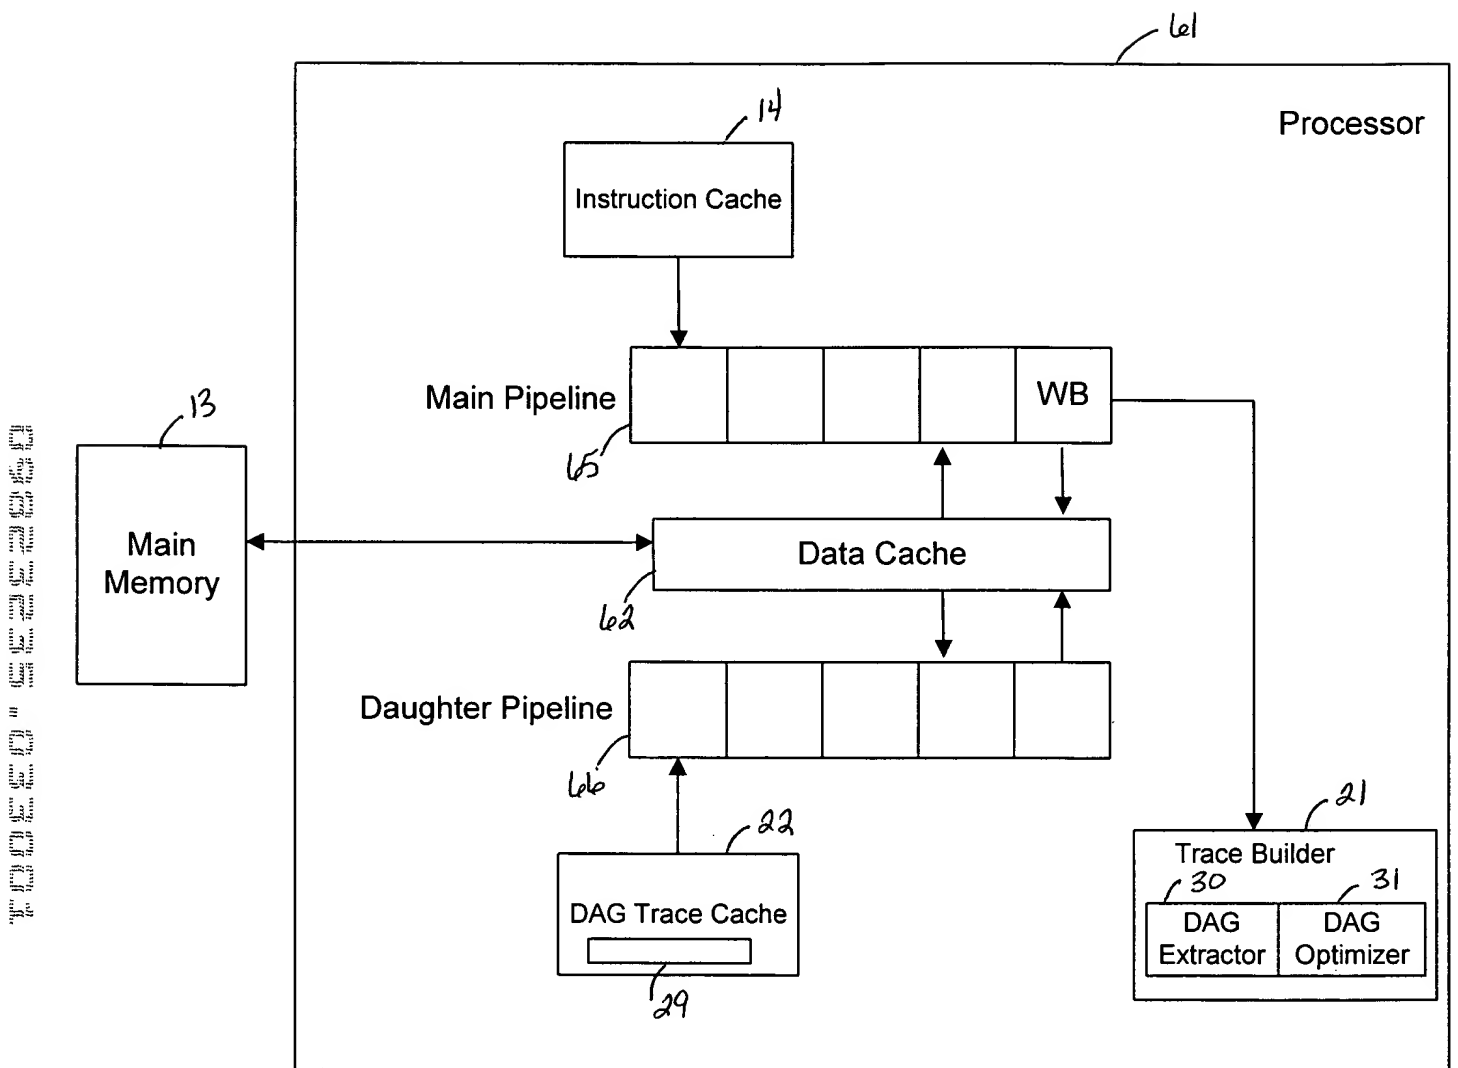 61
Processor
14
Instruction Cache
Main Pipeline
WB
65
13
Main
Memory
Data Cache
62
Daughter Pipeline
66
22
DAG Trace Cache
29
21
Trace Builder
30
31
DAG
Extractor
DAG
Optimizer